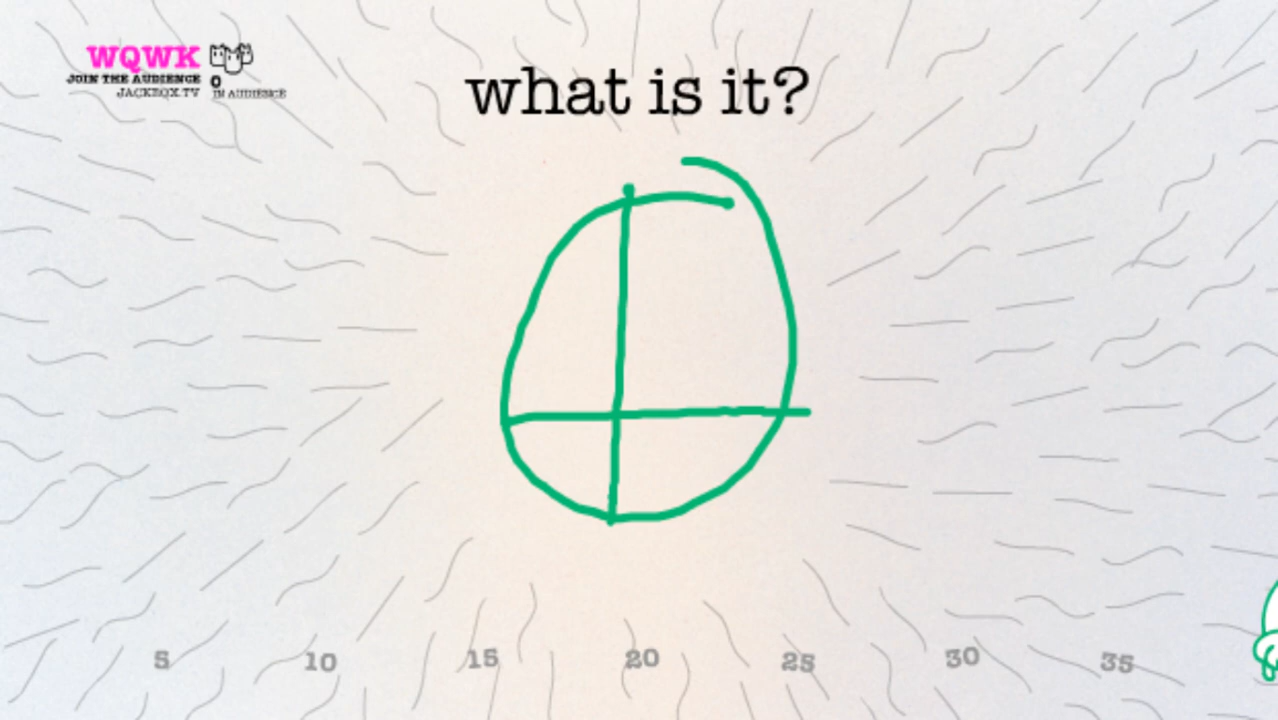 WQWK
JOIN THE AUDIENCE
JACKBOX.TV
0
IN AUDIENCE
what is it?
5 10 15 20 25 30 35